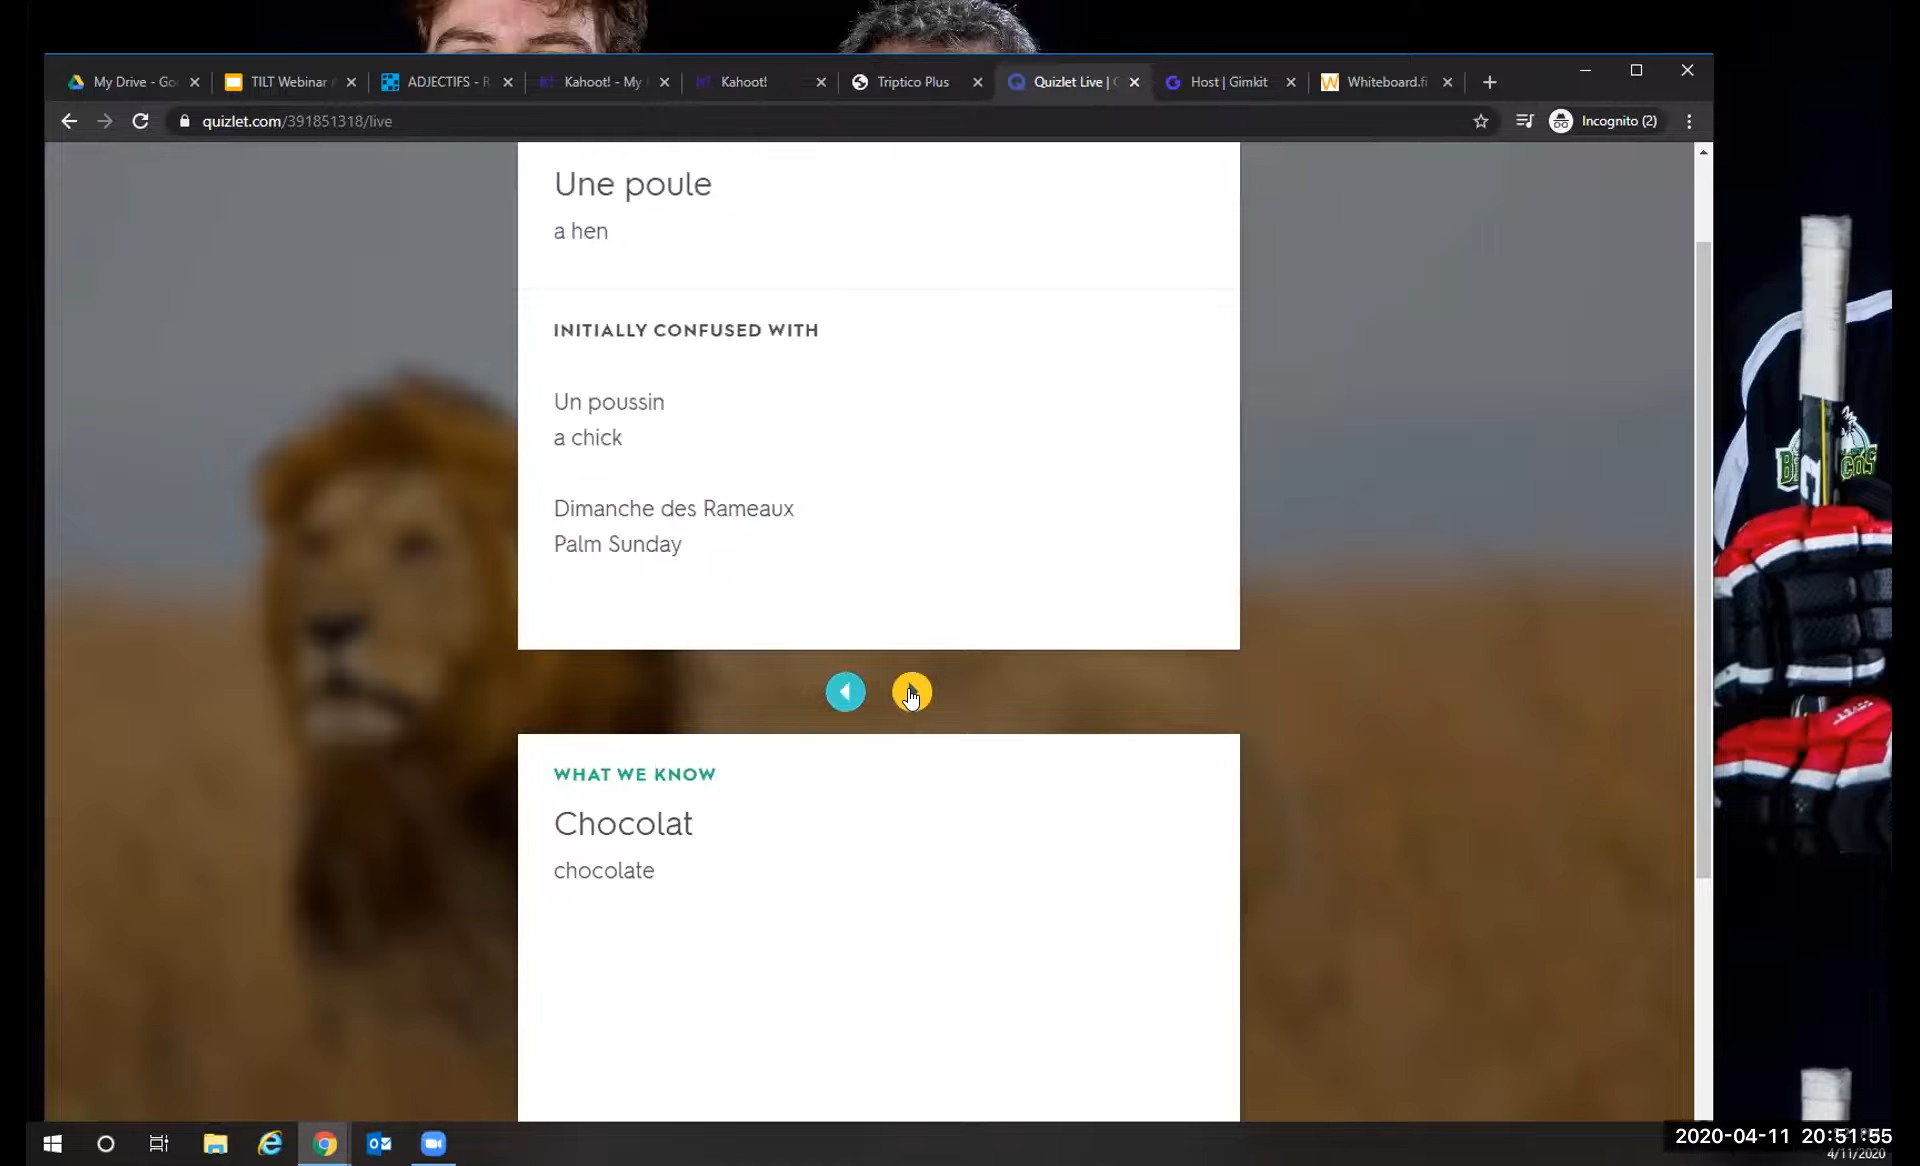 My Drive - Go
TILT Webinar
ADJECTIFS - R
Kahoot! - My
Kahoot!
Triptico Plus
Quizlet Live |
Host | Gimkit
Whiteboard.fi
quizlet.com/391851318/live
Incognito (2)
Une poule
a hen
INITIALLY CONFUSED WITH
Un poussin
a chick
Dimanche des Rameaux
Palm Sunday
WHAT WE KNOW
Chocolat
chocolate
2020-04-11 20:51:55
4/11/2020